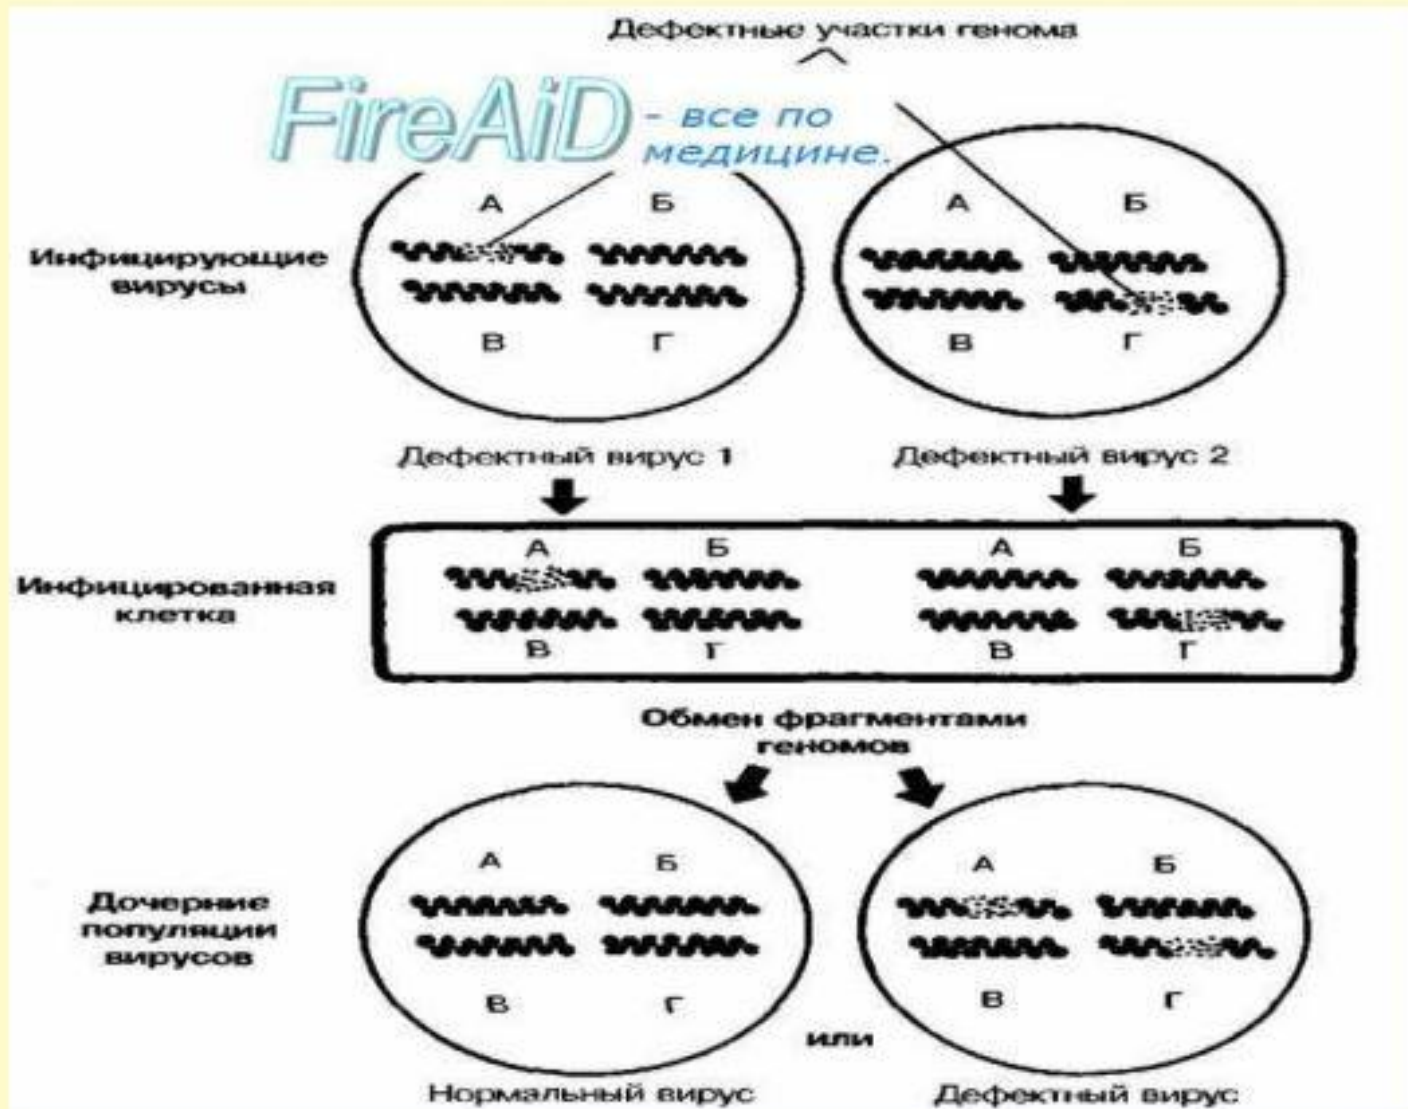 Дефектные участки генома
FireAiD - все по
медицине.
А Б А Б
Инфицирующие
вирусы
В Г В Г
Дефектный вирус 1 Дефектный вирус 2
А Б А Б
Инфицированная
клетка
В Г В Г
Обмен фрагментами
геномов
А Б А Б
Дочерние
популяции
вирусов
В Г В Г
или
Нормальный вирус Дефектный вирус